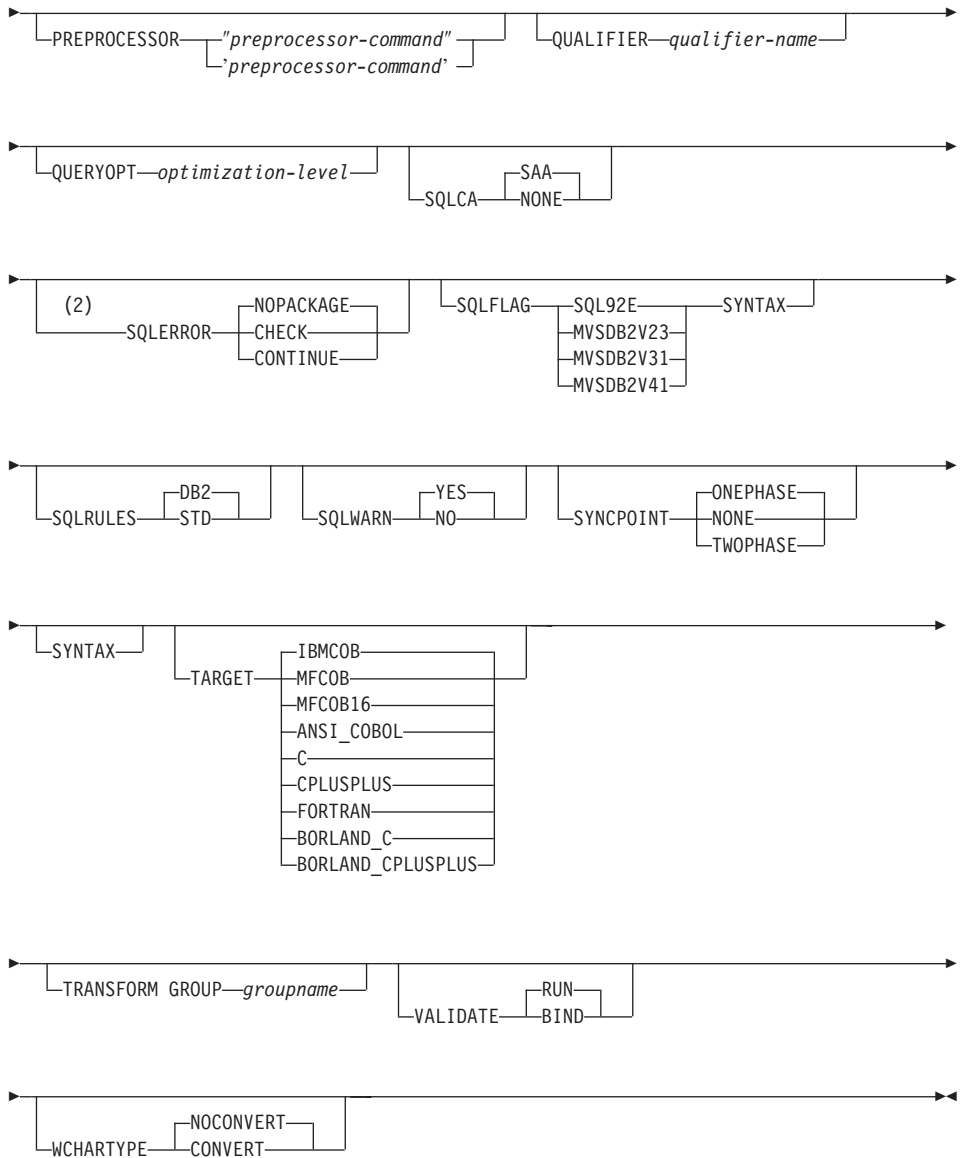 PREPROCESSOR "preprocessor-command" QUALIFIER qualifier-name
'preprocessor-command'
QUERYOPT optimization-level SAA
SQLCA NONE
(2) NOPACKAGE SQLFLAG SQL92E SYNTAX
SQLERROR CHECK MVSDB2V23
CONTINUE MVSDB2V31
MVSDB2V41
DB2 YES ONEPHASE
SQLRULES STD SQLWARN NO SYNCPOINT NONE
TWOPHASE
SYNTAX IBMCOB
TARGET MFCOB
MFCOB16
ANSI_COBOL
C
CPLUSPLUS
FORTRAN
BORLAND_C
BORLAND_CPLUSPLUS
TRANSFORM GROUP groupname RUN
VALIDATE BIND
NOCONVERT
WCHARTYPE CONVERT